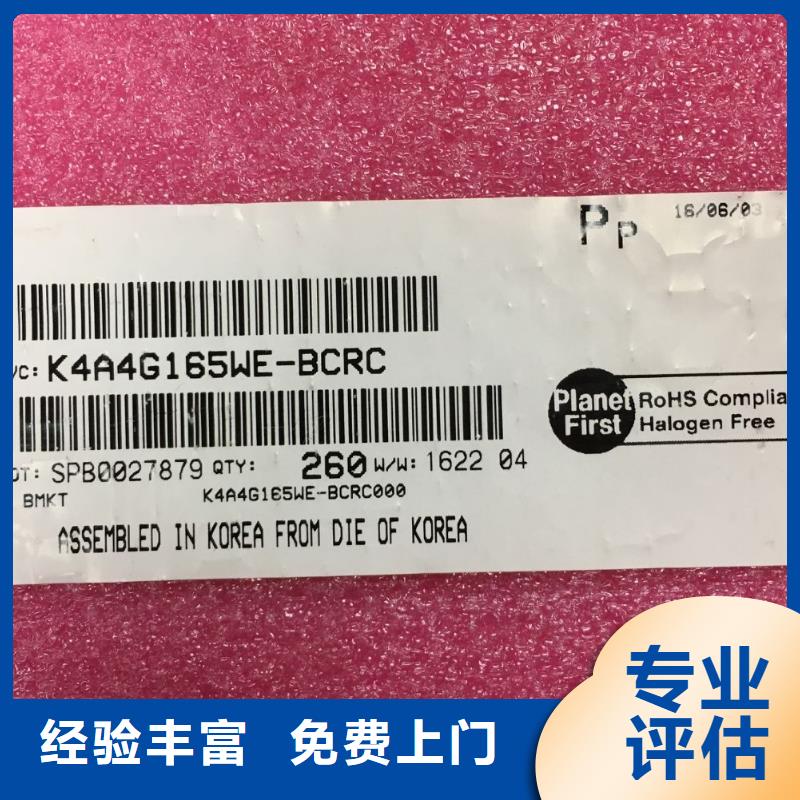 Pp 16/06/03
/C: K4A4G165WE-BCRC
Planet First
RoHS Complia
Halogen Free
OT: SPB0027879 QTY: 260 W/W: 1622 04
BMKT K4A4G165WE-BCRC000
ASSEMBLED IN KOREA FROM DIE OF KOREA
经验丰富 免费上门
专业
评估